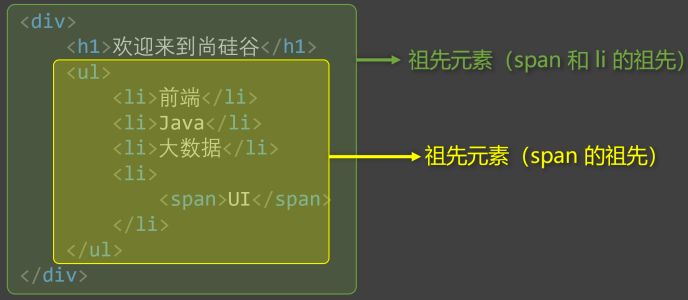 <div>
<h1>欢迎来到尚硅谷</h1>
祖先元素（span 和 li 的祖先）
<ul>
<li>前端</li>
<li>Java</li>
<li>大数据</li>
祖先元素（span 的祖先）
<li>
<span>UI</span>
</li>
</ul>
</div>